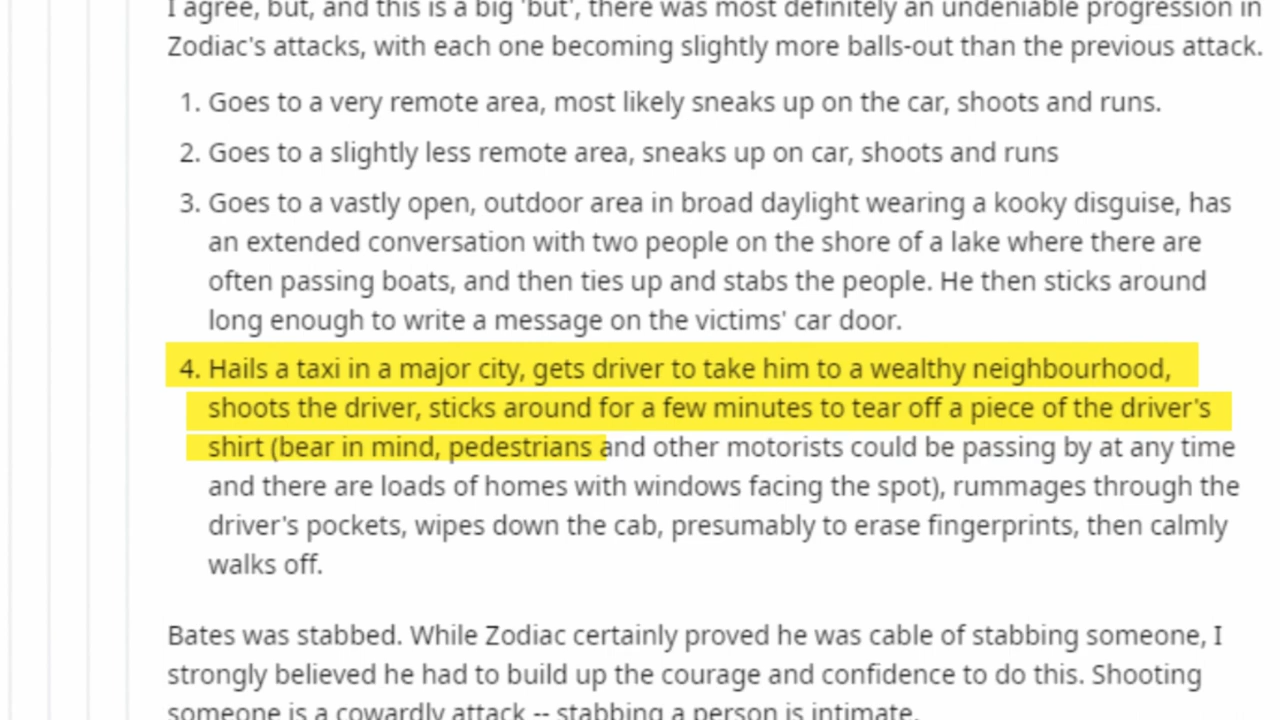 I agree, but, and this is a big 'but', there was most definitely an undeniable progression in
Zodiac's attacks, with each one becoming slightly more balls-out than the previous attack.
1. Goes to a very remote area, most likely sneaks up on the car, shoots and runs.
2. Goes to a slightly less remote area, sneaks up on car, shoots and runs
3. Goes to a vastly open, outdoor area in broad daylight wearing a kooky disguise, has
an extended conversation with two people on the shore of a lake where there are
often passing boats, and then ties up and stabs the people. He then sticks around
long enough to write a message on the victims' car door.
4. Hails a taxi in a major city, gets driver to take him to a wealthy neighbourhood,
shoots the driver, sticks around for a few minutes to tear off a piece of the driver's
shirt (bear in mind, pedestrians and other motorists could be passing by at any time
and there are loads of homes with windows facing the spot), rummages through the
driver's pockets, wipes down the cab, presumably to erase fingerprints, then calmly
walks off.
Bates was stabbed. While Zodiac certainly proved he was cable of stabbing someone, I
strongly believed he had to build up the courage and confidence to do this. Shooting
someone is a cowardly attack -- stabbing a person is intimate.